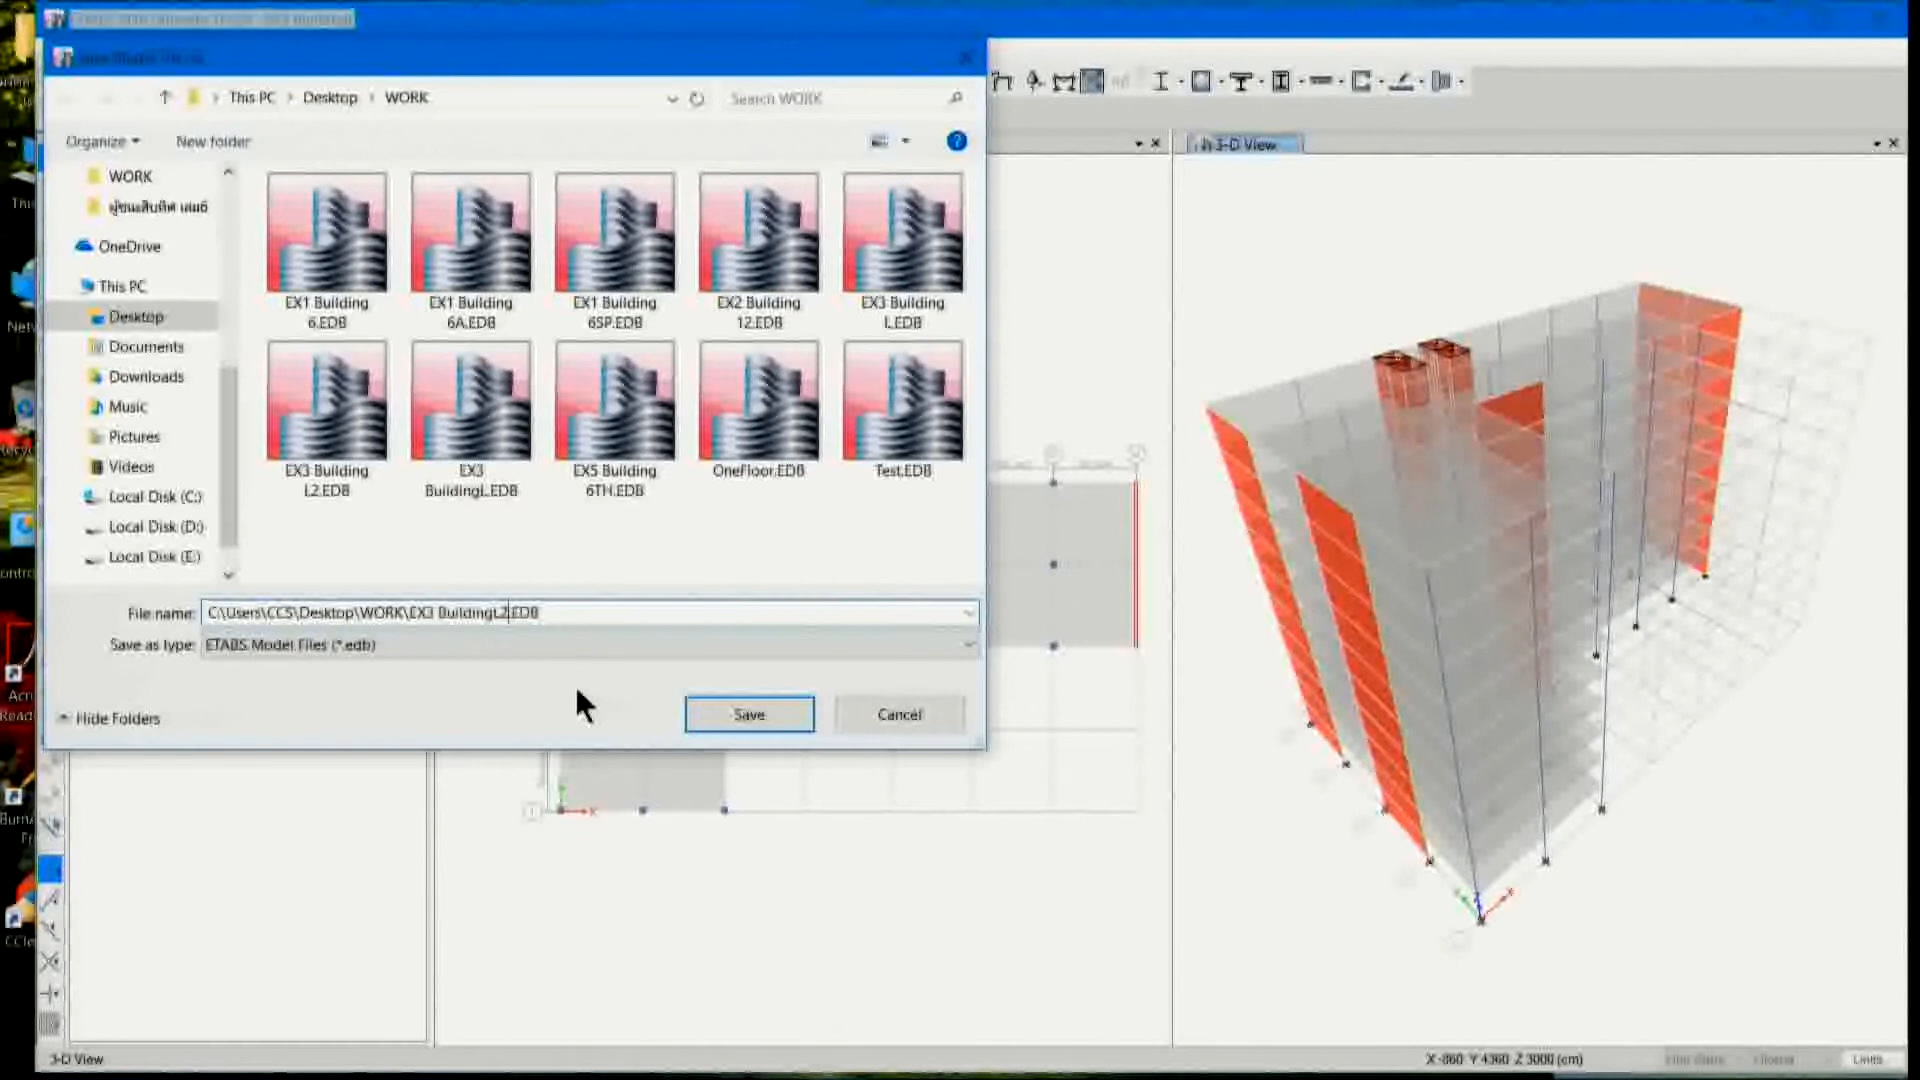 This PC > Desktop > WORK
Search WORK
Organize
New folder
?
WORK
OneDrive
This PC
Desktop
Documents
Downloads
Music
Pictures
Videos
Local Disk (C:)
Local Disk (D:)
Local Disk (E:)
EX1 Building 6.EDB
EX1 Building 6A.EDB
EX1 Building 6SP.EDB
EX2 Building 12.EDB
EX3 Building L.EDB
EX3 Building L2.EDB
EX3 BuildingL.EDB
EX5 Building 6TH.EDB
OneFloor.EDB
Test.EDB
File name: C:\Users\CCS\Desktop\WORK\EX3 BuildingL2.EDB
Save as type: ETABS Model Files (*.edb)
Hide Folders
Save
Cancel
3-D View
X
Z
X
3-D View
X -860 Y 4360 Z 3000 (cm)
Units